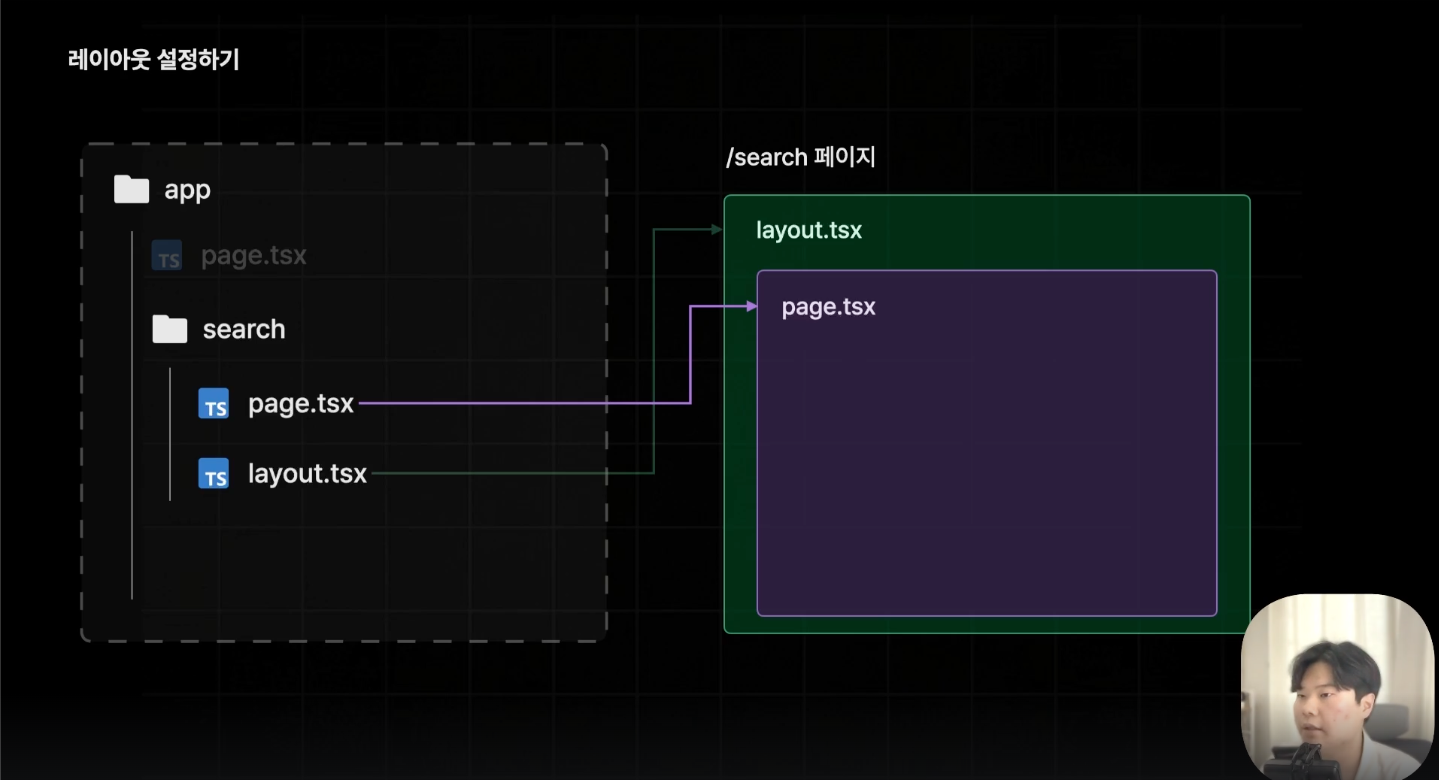 레이아웃 설정하기
app
TS page.tsx
search
TS page.tsx
TS layout.tsx
/search 페이지
layout.tsx
page.tsx